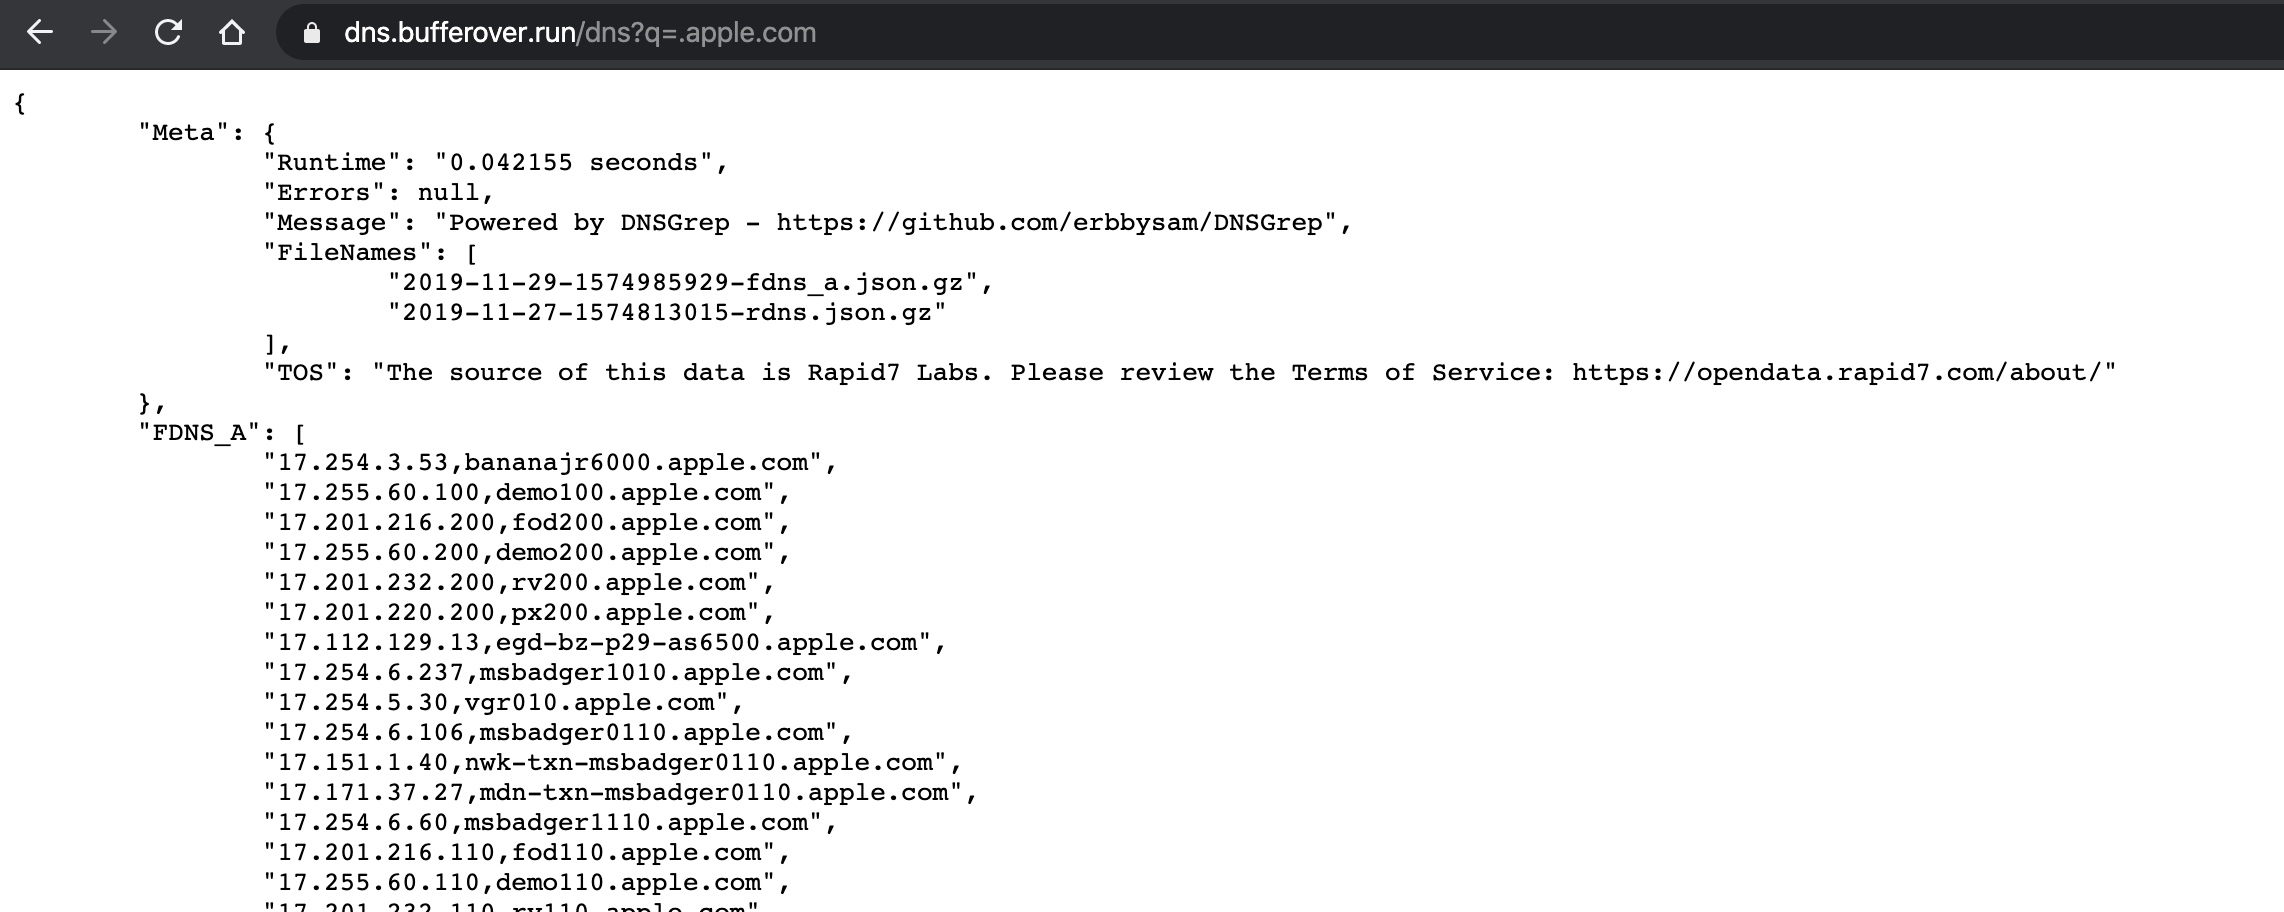 dns.bufferover.run/dns?q=.apple.com
{
"Meta": {
"Runtime": "0.042155 seconds",
"Errors": null,
"Message": "Powered by DNSGrep - https://github.com/erbbysam/DNSGrep",
"FileNames": [
"2019-11-29-1574985929-fdns_a.json.gz",
"2019-11-27-1574813015-rdns.json.gz"
],
"TOS": "The source of this data is Rapid7 Labs. Please review the Terms of Service: https://opendata.rapid7.com/about/"
},
"FDNS_A": [
"17.254.3.53,bananajr6000.apple.com",
"17.255.60.100,demo100.apple.com",
"17.201.216.200,fod200.apple.com",
"17.255.60.200,demo200.apple.com",
"17.201.232.200,rv200.apple.com",
"17.201.220.200,px200.apple.com",
"17.112.129.13,egd-bz-p29-as6500.apple.com",
"17.254.6.237,msbadger1010.apple.com",
"17.254.5.30,vgr010.apple.com",
"17.254.6.106,msbadger0110.apple.com",
"17.151.1.40,nwk-txn-msbadger0110.apple.com",
"17.171.37.27,mdn-txn-msbadger0110.apple.com",
"17.254.6.60,msbadger1110.apple.com",
"17.201.216.110,fod110.apple.com",
"17.255.60.110,demo110.apple.com",
"17.201.232.110,rv110.apple.com"